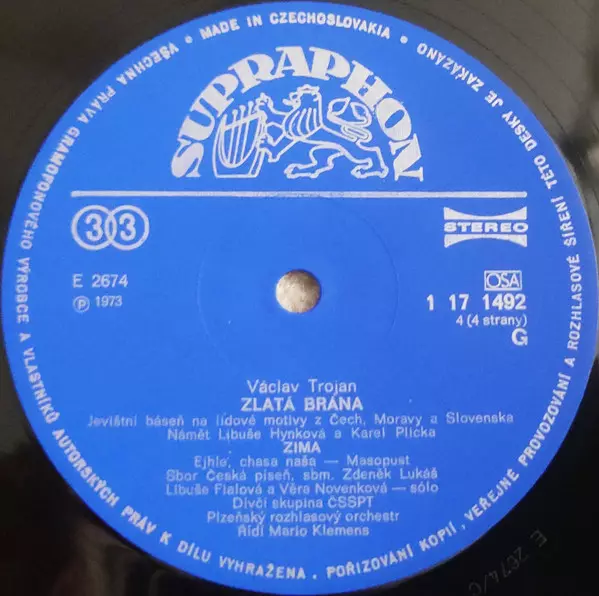 VŠECHNA PRÁVA GRAMOFONOVÉHO VÝROBCE A VLASTNÍKŮ AUTORSKÝCH PRÁV K DÍLU VYHRAŽENA. POŘIZOVÁNÍ KOPIÍ, VEŘEJNÉ PROVOZOVÁNÍ A ROZHLASOVÉ ŠÍŘENÍ TÉTO DESKY JE ZAKÁZÁNO
• MADE IN CZECHOSLOVAKIA •
SUPRAPHON
33
STEREO
E 2674
℗ 1973
OSA
1 17 1492
4 (4 strany)
G
Václav Trojan
ZLATÁ BRÁNA
Jevištní báseň na lidové motivy z Čech, Moravy a Slovenska
Námět Libuše Hynková a Karel Plicka
ZIMA
Ejhle, chasa naša — Masopust
Sbor Česká píseň, sbm. Zdeněk Lukáš
Libuše Fialová a Věra Novenková — sólo
Dívčí skupina ČSSPT
Plzeňský rozhlasový orchestr
Řídí Mario Klemens